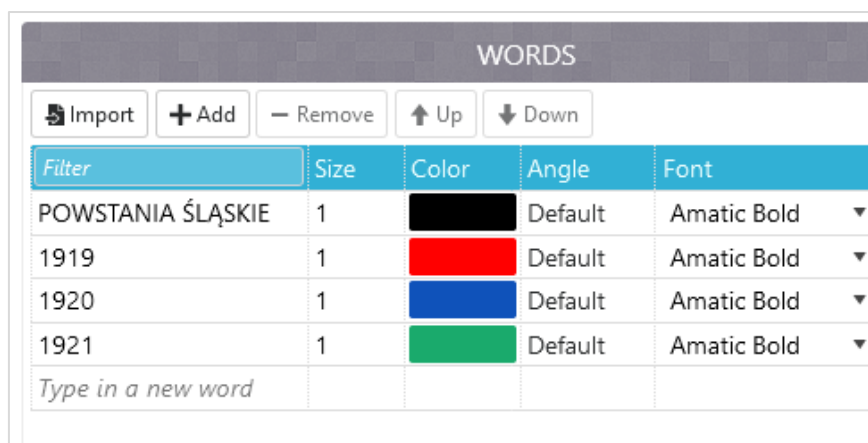 WORDS
Import Add Remove Up Down
Filter Size Color Angle Font
POWSTANIA ŚLĄSKIE 1 Default Amatic Bold
1919 1 Default Amatic Bold
1920 1 Default Amatic Bold
1921 1 Default Amatic Bold
Type in a new word